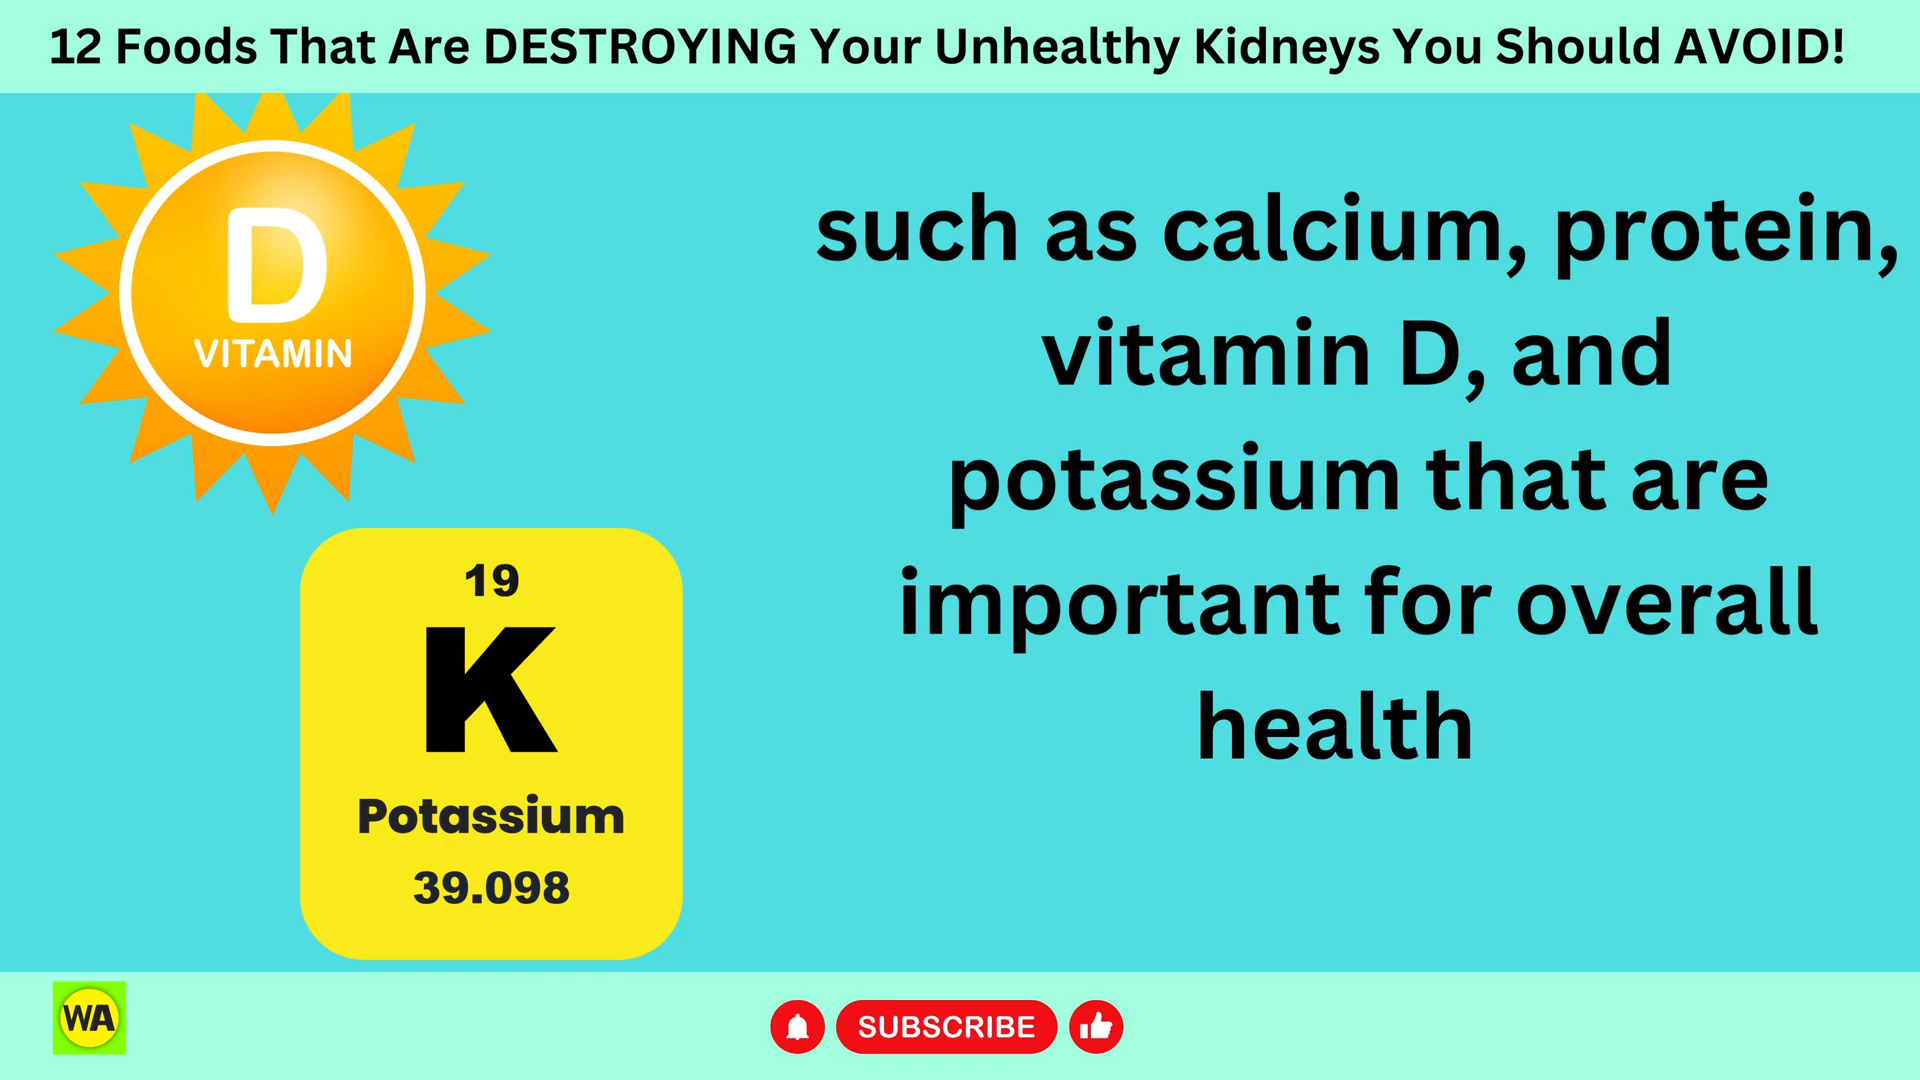 12 Foods That Are DESTROYING Your Unhealthy Kidneys You Should AVOID!
D
VITAMIN
such as calcium, protein,
vitamin D, and
potassium that are
important for overall
health
19
K
Potassium
39.098
WA
SUBSCRIBE